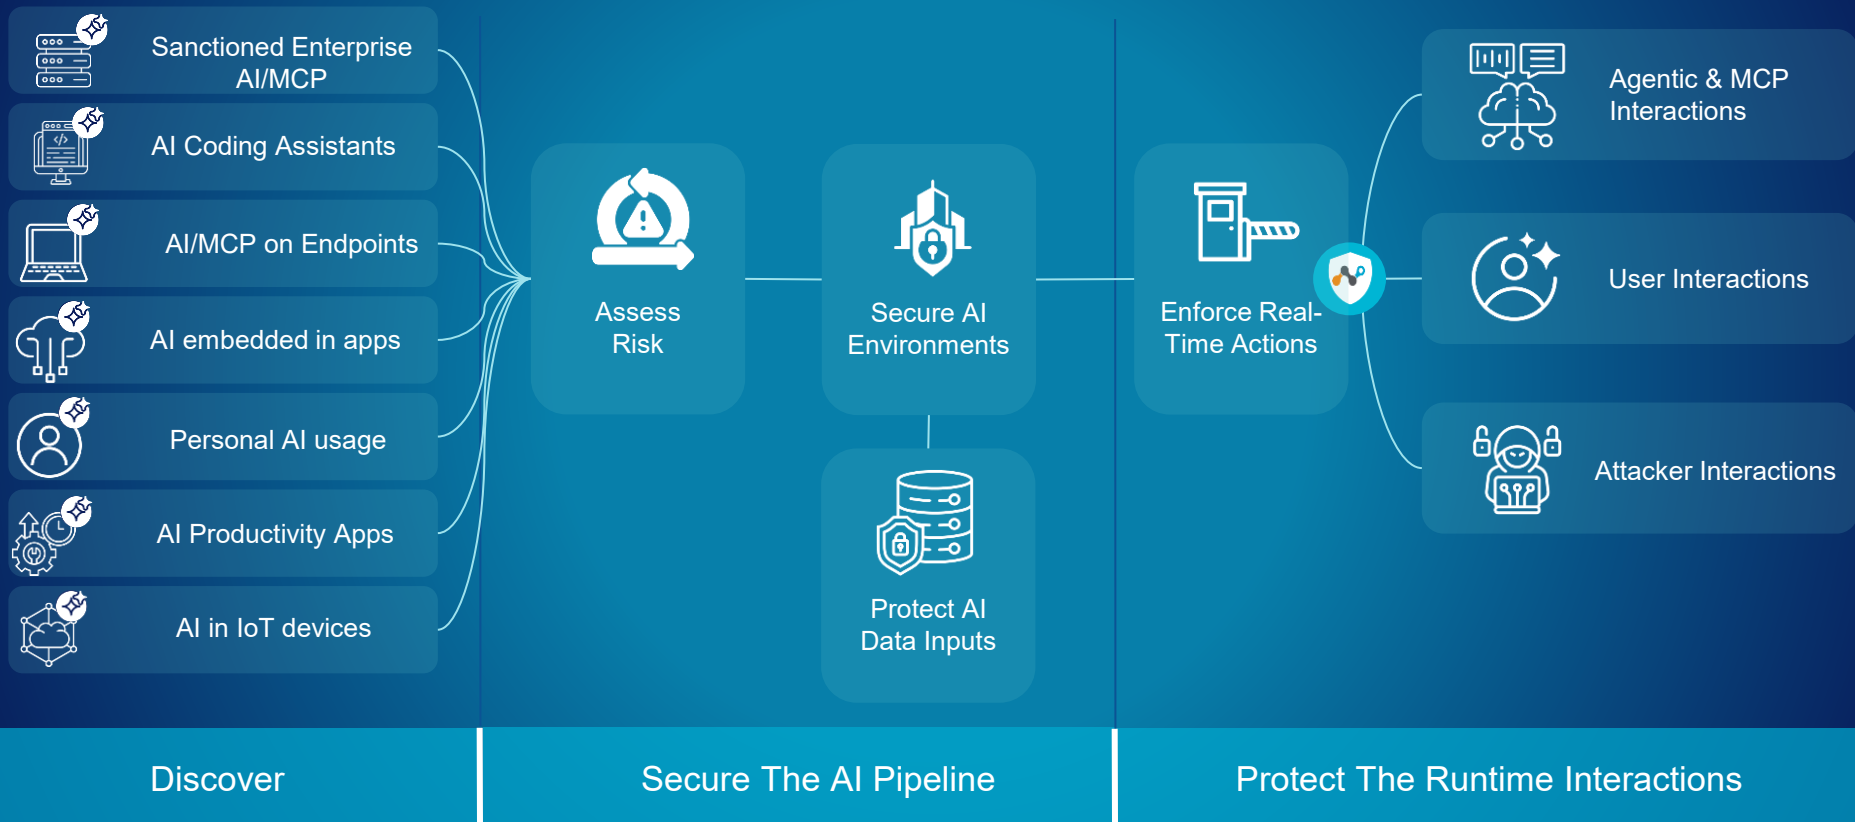 Sanctioned Enterprise
AI/MCP
AI Coding Assistants
AI/MCP on Endpoints
AI embedded in apps
Personal AI usage
AI Productivity Apps
AI in IoT devices
Assess
Risk
Secure AI
Environments
Protect AI
Data Inputs
Enforce Real-
Time Actions
Agentic & MCP
Interactions
User Interactions
Attacker Interactions
Discover
Secure The AI Pipeline
Protect The Runtime Interactions